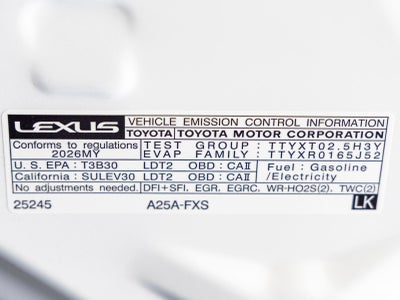 LEXUS VEHICLE EMISSION CONTROL INFORMATION
TOYOTA TOYOTA MOTOR CORPORATION
Conforms to regulations TEST GROUP : TTYXT02.5H3Y
2026MY EVAP FAMILY : TTYXR0165J52
U. S. EPA : T3B30 LDT2 OBD : CAII Fuel : Gasoline
California : SULEV30 LDT2 OBD : CAII /Electricity
No adjustments needed. DFI+SFI, EGR, EGRC, WR-HO2S(2), TWC(2)
25245 A25A-FXS LK